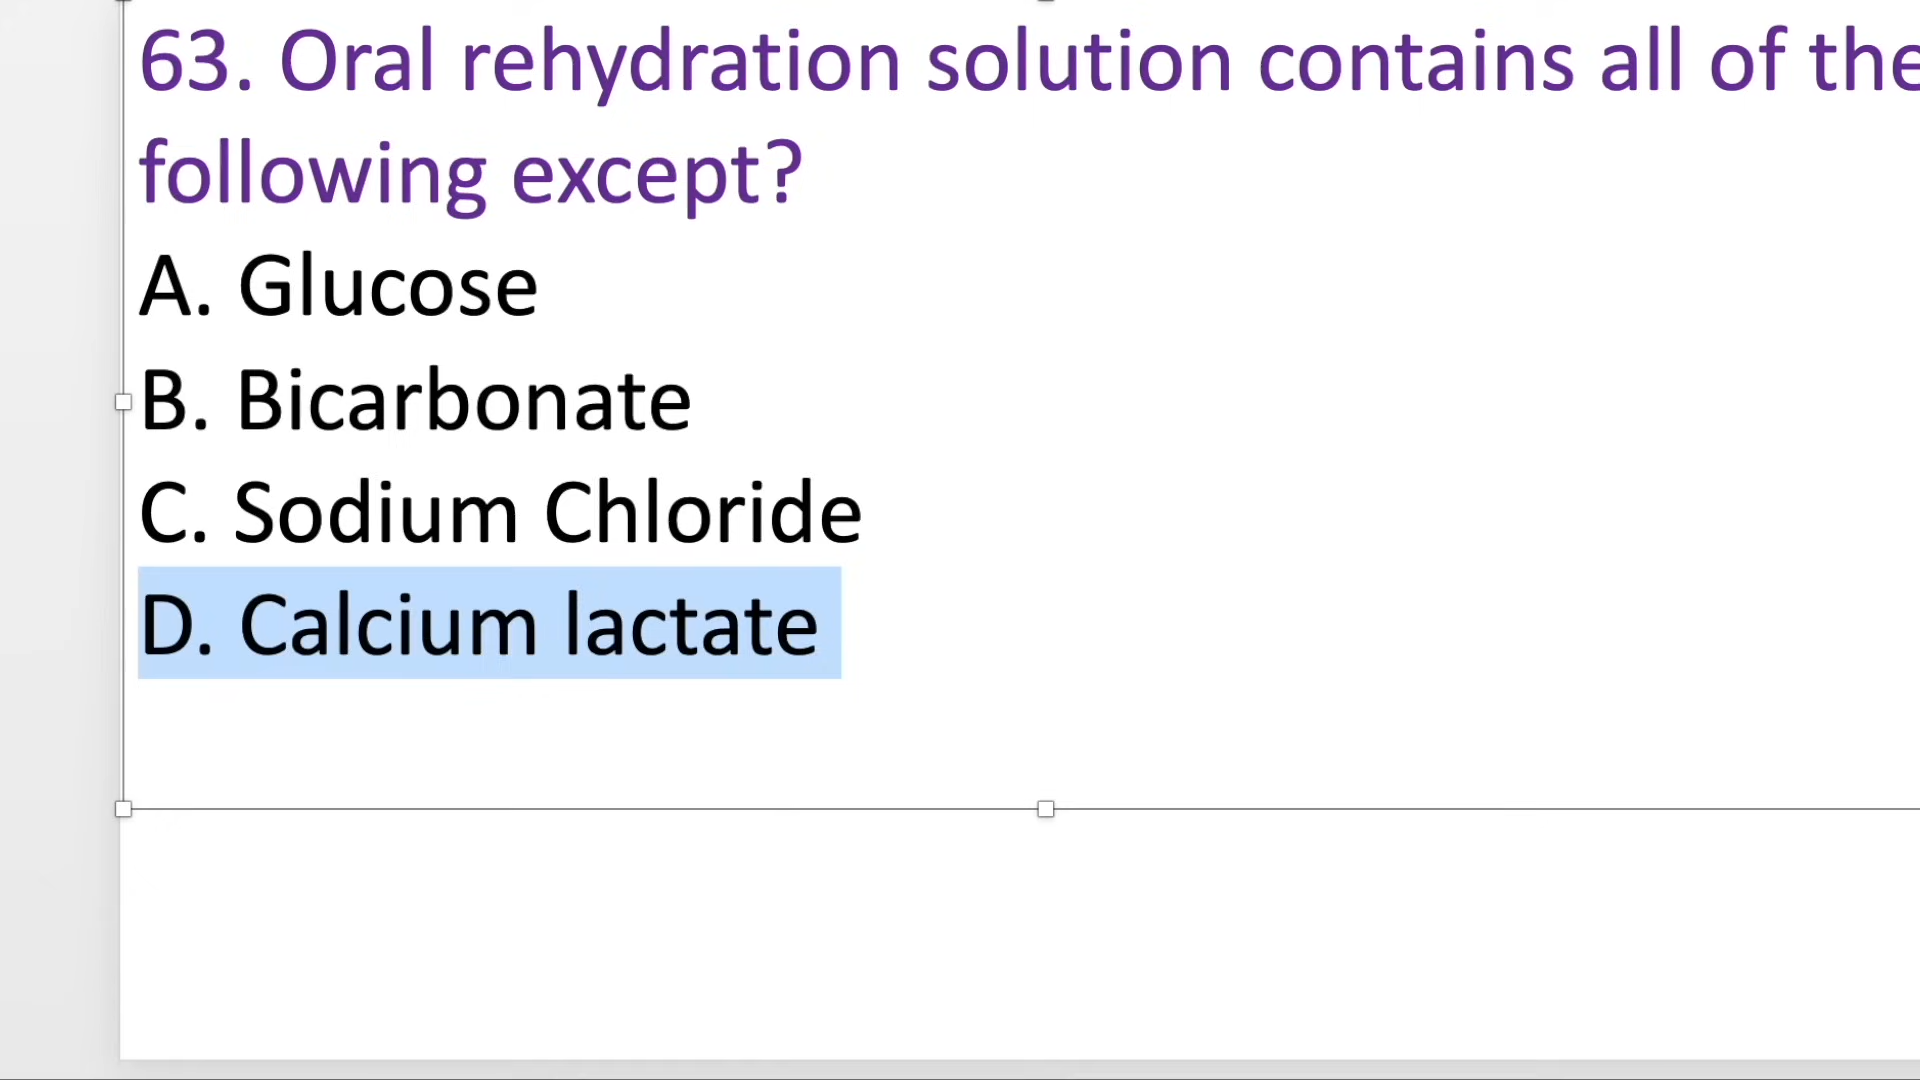 63. Oral rehydration solution contains all of the
following except?
A. Glucose
B. Bicarbonate
C. Sodium Chloride
D. Calcium lactate